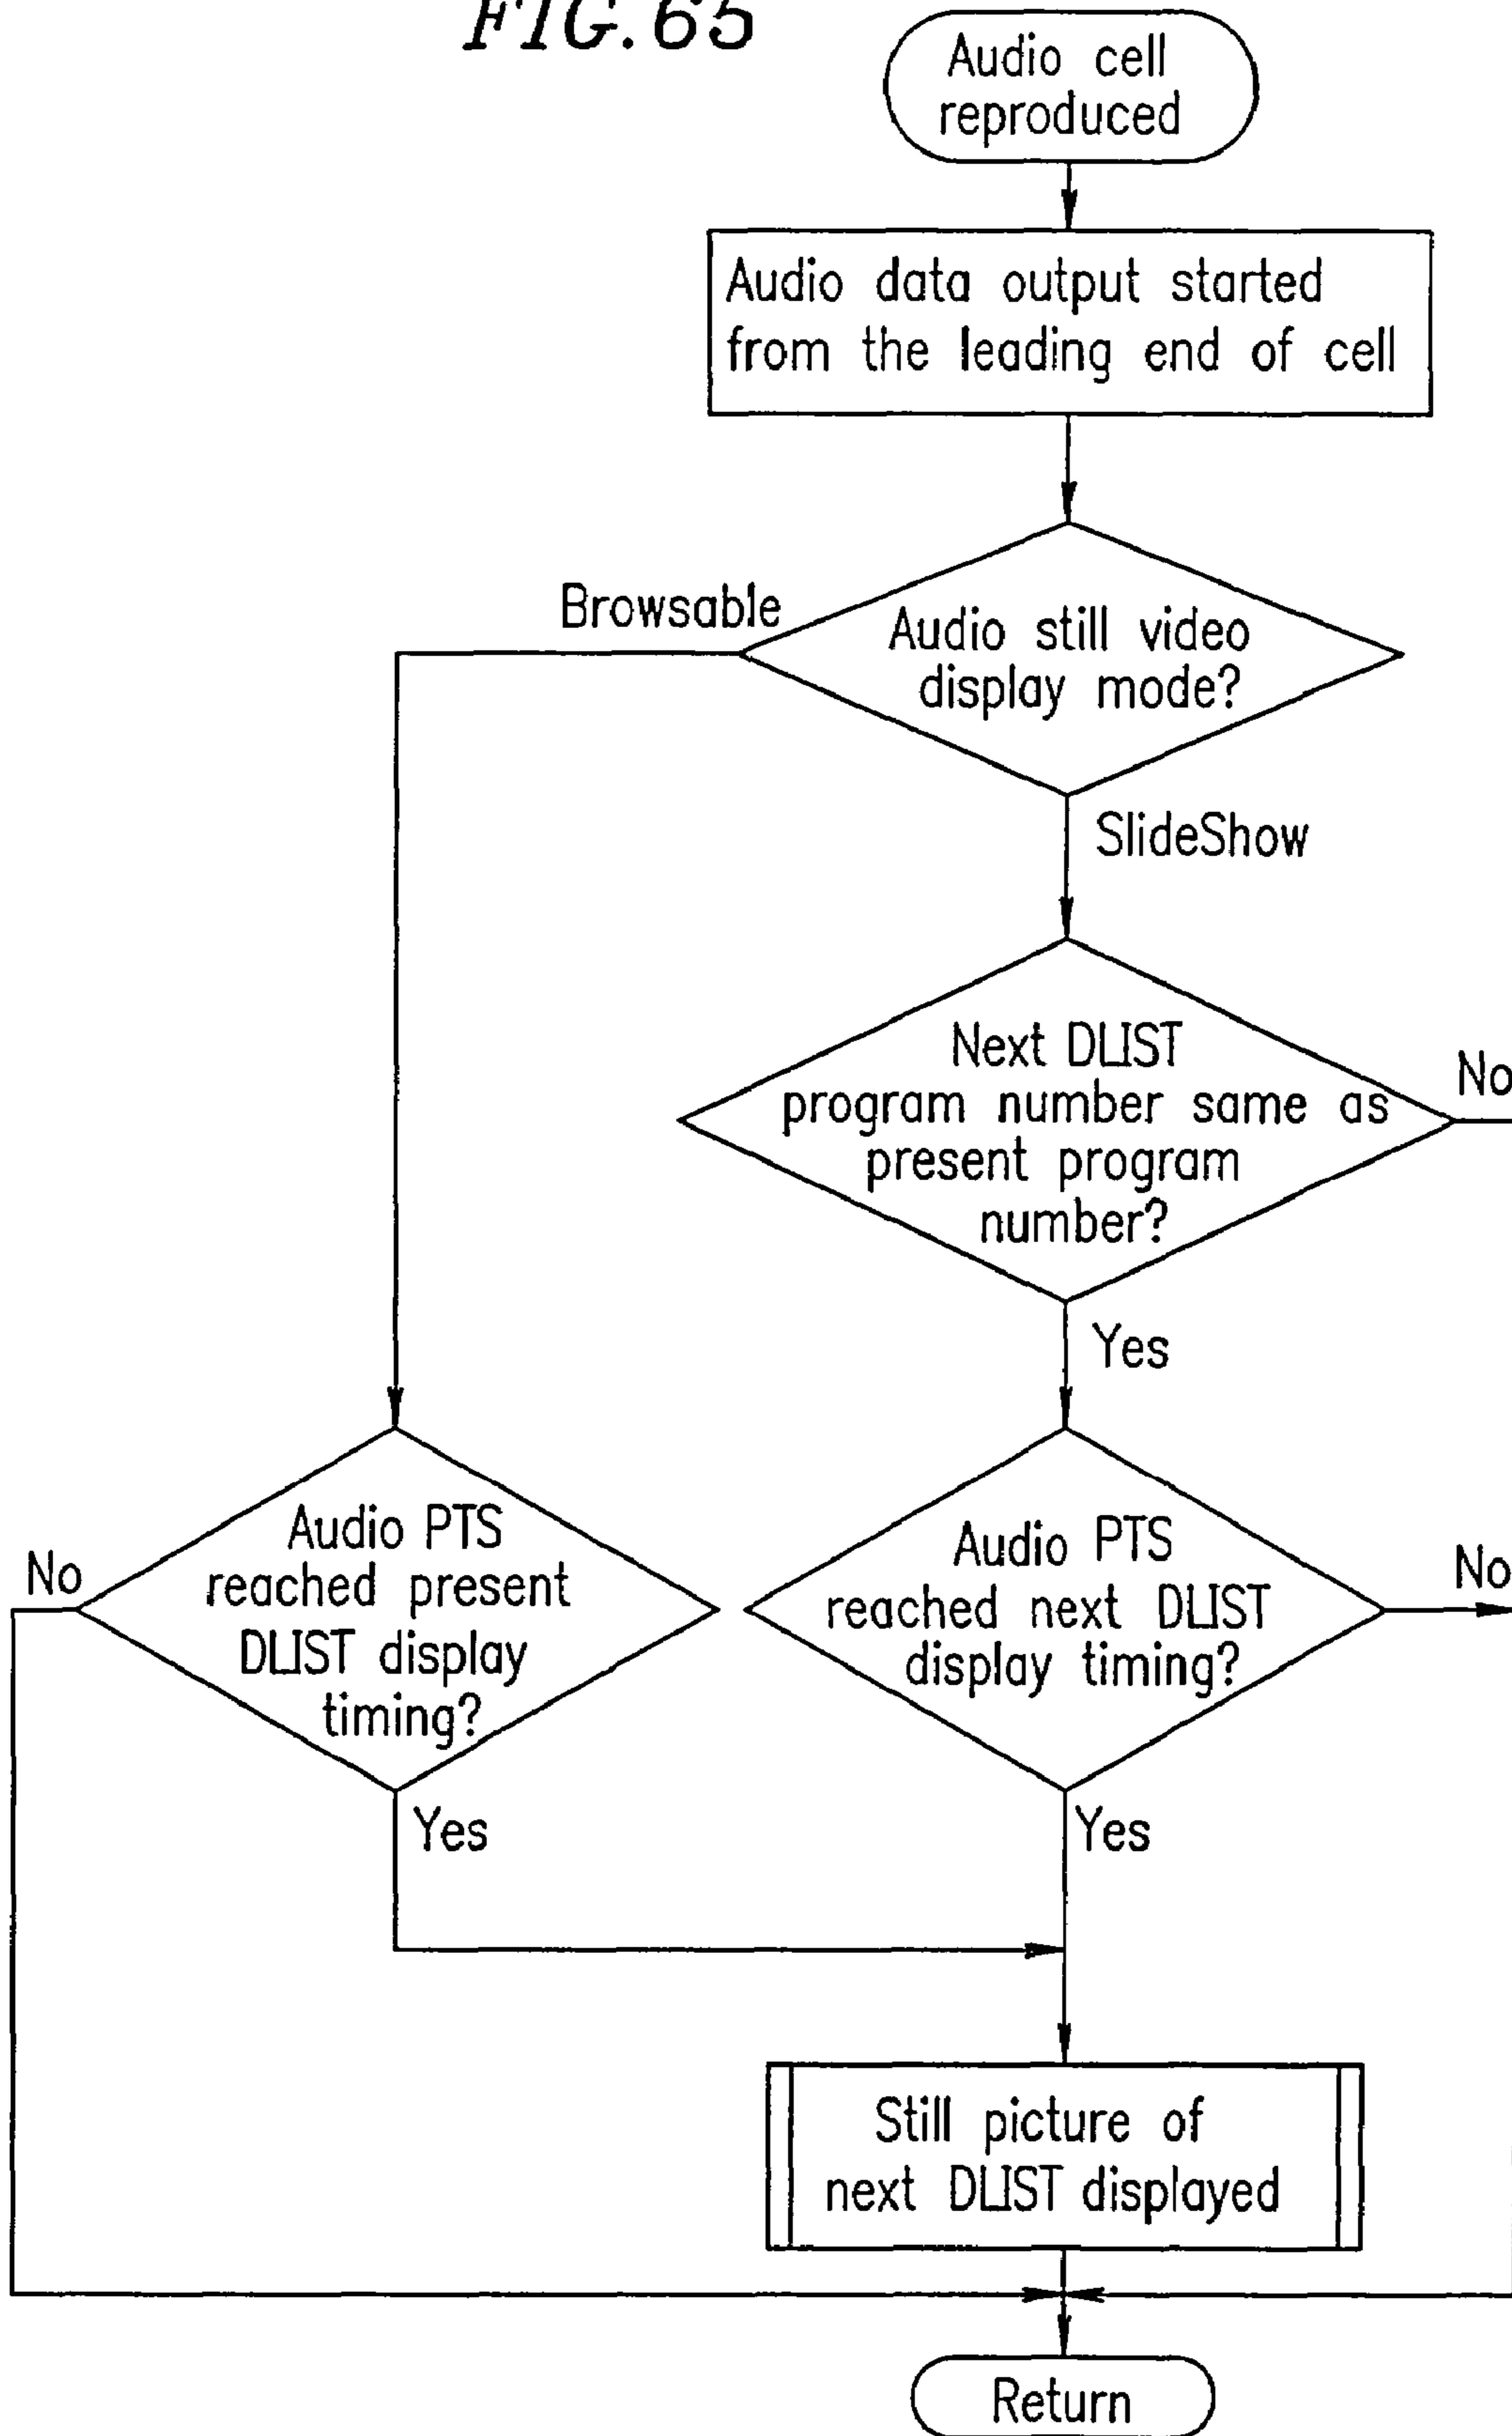 FIG. 65
Audio cell
reproduced
Audio data output started
from the leading end of cell
Browsable
Audio still video
display mode?
SlideShow
Next DLIST
program number same as
present program
number?
No
Yes
Audio PTS
reached present
DLIST display
timing?
No
Audio PTS
reached next DLIST
display timing?
No
Yes
Yes
Still picture of
next DLIST displayed
Return